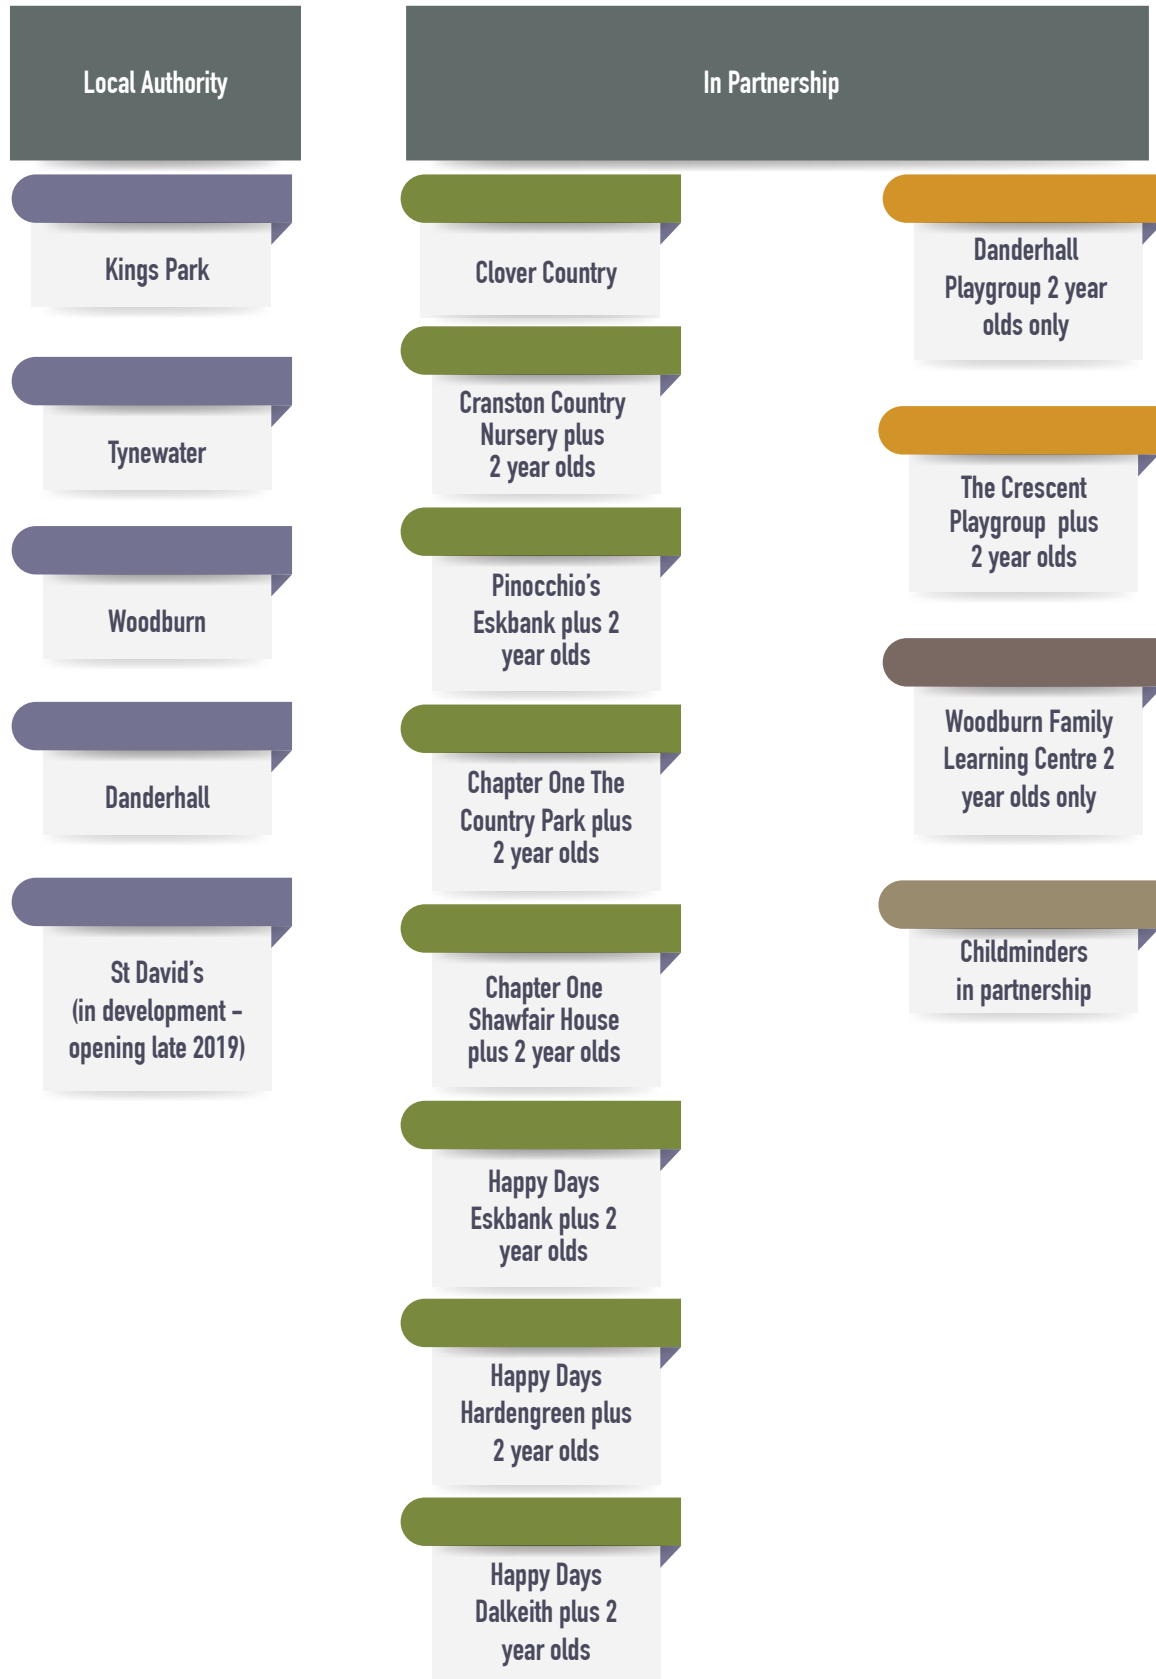 Local Authority
In Partnership
Kings Park
Tynewater
Woodburn
Danderhall
St David’s
(in development –
opening late 2019)
Clover Country
Cranston Country
Nursery plus
2 year olds
Pinocchio’s
Eskbank plus 2
year olds
Chapter One The
Country Park plus
2 year olds
Chapter One
Shawfair House
plus 2 year olds
Happy Days
Eskbank plus 2
year olds
Happy Days
Hardengreen plus
2 year olds
Happy Days
Dalkeith plus 2
year olds
Danderhall
Playgroup 2 year
olds only
The Crescent
Playgroup plus
2 year olds
Woodburn Family
Learning Centre 2
year olds only
Childminders
in partnership